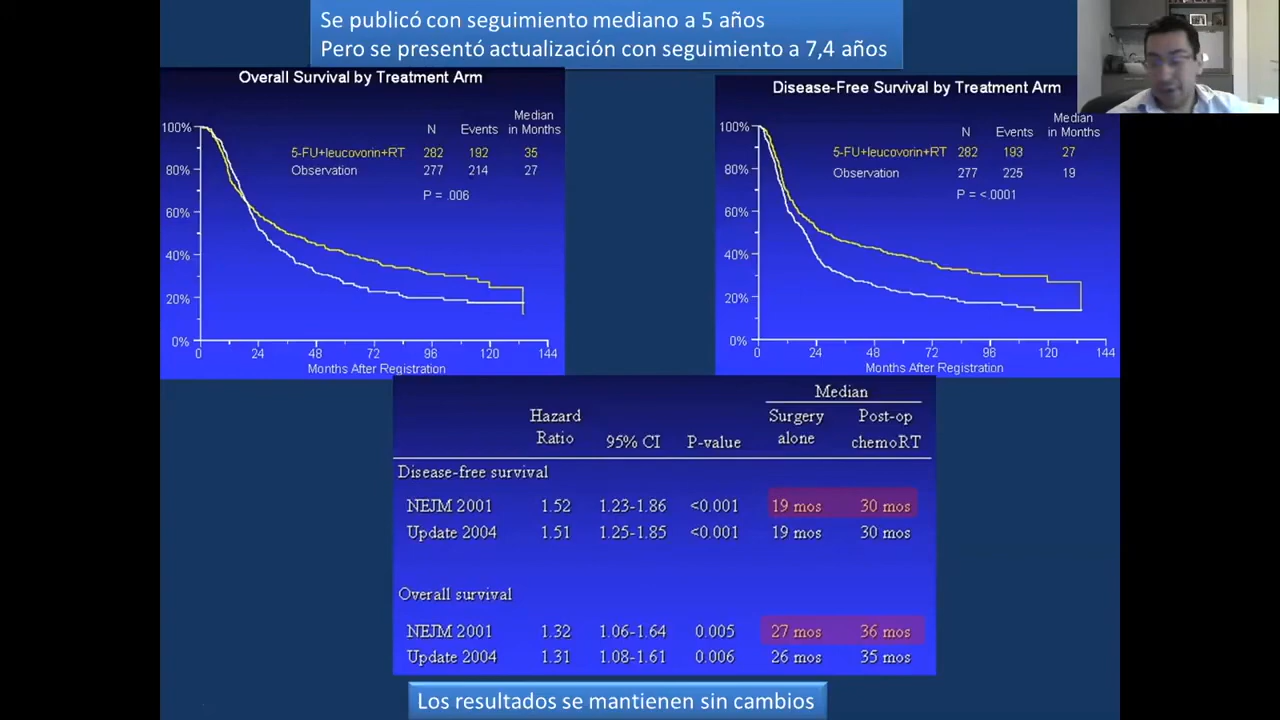 Se publicó con seguimiento mediano a 5 años
Pero se presentó actualización con seguimiento a 7,4 años
Overall Survival by Treatment Arm
Median
N Events in Months
5-FU+leucovorin+RT 282 192 35
Observation 277 214 27
P = .006
100%
80%
60%
40%
20%
0%
0 24 48 72 96 120 144
Months After Registration
Disease-Free Survival by Treatment Arm
Median
N Events in Months
5-FU+leucovorin+RT 282 193 27
Observation 277 225 19
P = <.0001
100%
80%
60%
40%
20%
0%
0 24 48 72 96 120 144
Months After Registration
Median
Hazard Surgery Post-op
Ratio 95% CI P-value alone chemoRT
Disease-free survival
NEJM 2001 1.52 1.23-1.86 <0.001 19 mos 30 mos
Update 2004 1.51 1.25-1.85 <0.001 19 mos 30 mos
Overall survival
NEJM 2001 1.32 1.06-1.64 0.005 27 mos 36 mos
Update 2004 1.31 1.08-1.61 0.006 26 mos 35 mos
Los resultados se mantienen sin cambios